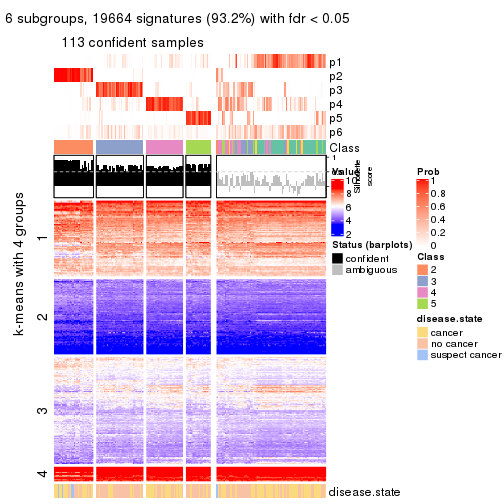 6 subgroups, 19664 signatures (93.2%) with fdr < 0.05
113 confident samples
p1
p2
p3
p4
p5
p6
Class
1
Silhouette
score
Value
10
8
6
4
2
Status (barplots)
confident
ambiguous
Prob
1
0.8
0.6
0.4
0.2
0
Class
2
3
4
5
disease.state
cancer
no cancer
suspect cancer
k-means with 4 groups
1
2
3
4
disease.state